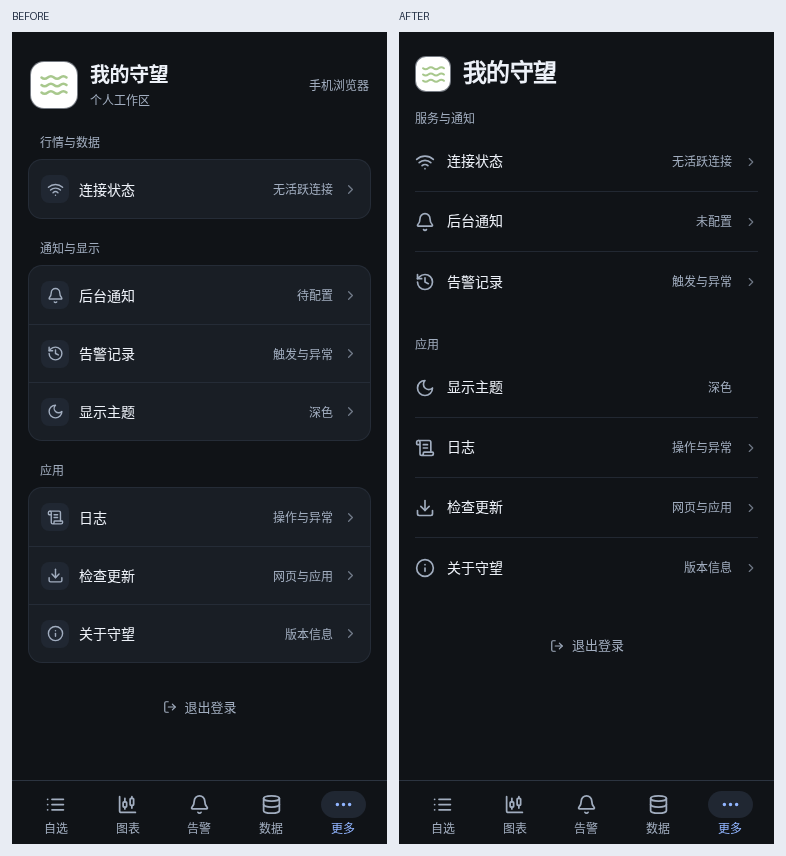 BEFORE
我的守望
个人工作区
手机浏览器
行情与数据
连接状态 无活跃连接
通知与显示
后台通知 待配置
告警记录 触发与异常
显示主题 深色
应用
日志 操作与异常
检查更新 网页与应用
关于守望 版本信息
退出登录
自选 图表 告警 数据 更多
AFTER
我的守望
服务与通知
连接状态 无活跃连接
后台通知 未配置
告警记录 触发与异常
应用
显示主题 深色
日志 操作与异常
检查更新 网页与应用
关于守望 版本信息
退出登录
自选 图表 告警 数据 更多